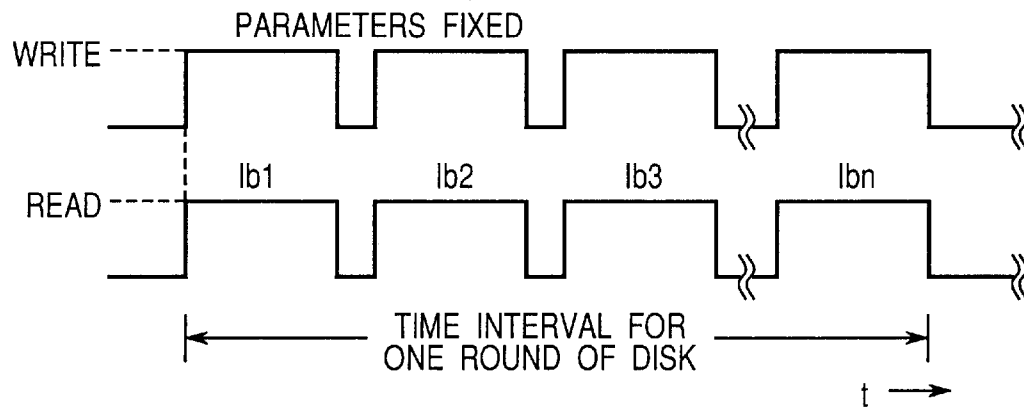 PARAMETERS FIXED
WRITE
Ib1 Ib2 Ib3 Ibn
READ
TIME INTERVAL FOR
ONE ROUND OF DISK
t